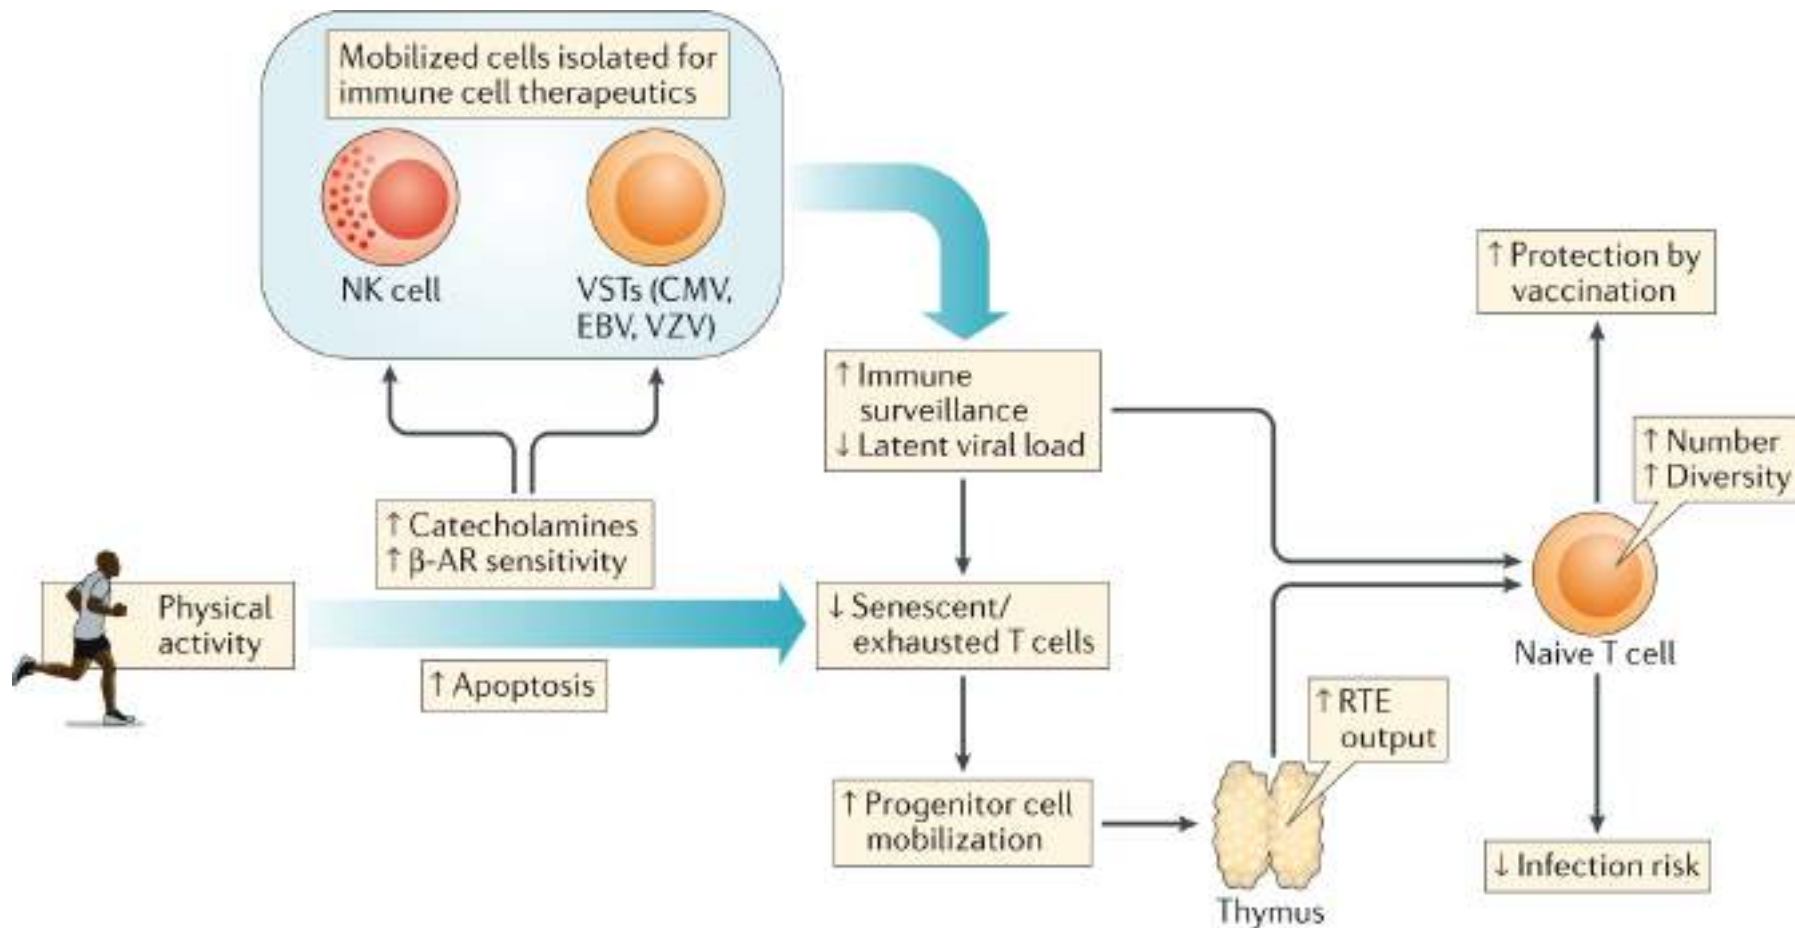 Mobilized cells isolated for
immune cell therapeutics
NK cell
VSTs (CMV,
EBV, VZV)
↑ Protection by
vaccination
↑ Immune
surveillance
↓ Latent viral load
↑ Number
↑ Diversity
↑ Catecholamines
↑ β-AR sensitivity
Physical
activity
↓ Senescent/
exhausted T cells
Naive T cell
↑ Apoptosis
↑ RTE
output
↑ Progenitor cell
mobilization
↓ Infection risk
Thymus